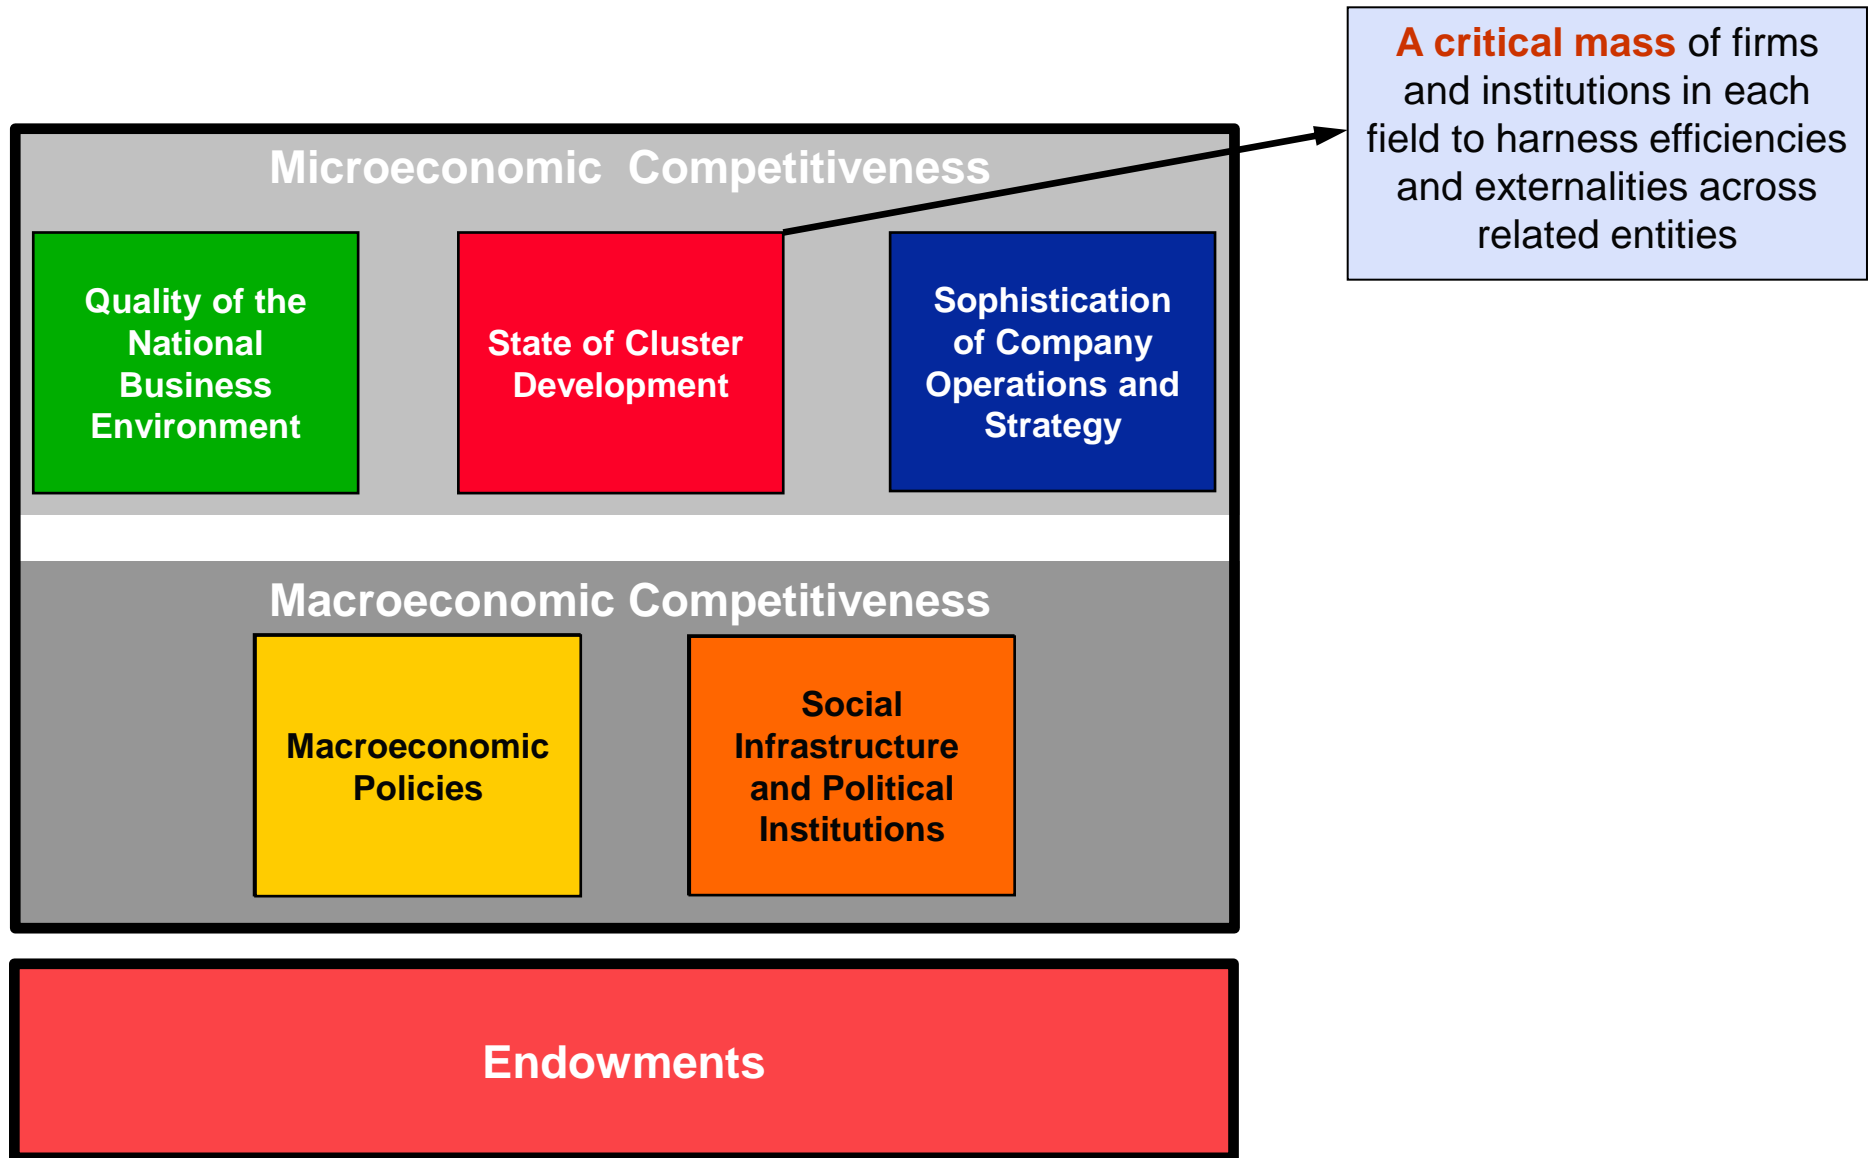 A critical mass of firms
and institutions in each
field to harness efficiencies
and externalities across
related entities
Microeconomic Competitiveness
Quality of the
National
Business
Environment
State of Cluster
Development
Sophistication
of Company
Operations and
Strategy
Macroeconomic Competitiveness
Macroeconomic
Policies
Social
Infrastructure
and Political
Institutions
Endowments